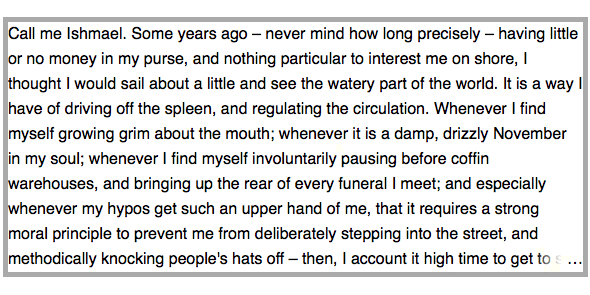 Call me Ishmael. Some years ago – never mind how long precisely – having little
or no money in my purse, and nothing particular to interest me on shore, I
thought I would sail about a little and see the watery part of the world. It is a way I
have of driving off the spleen, and regulating the circulation. Whenever I find
myself growing grim about the mouth; whenever it is a damp, drizzly November
in my soul; whenever I find myself involuntarily pausing before coffin
warehouses, and bringing up the rear of every funeral I meet; and especially
whenever my hypos get such an upper hand of me, that it requires a strong
moral principle to prevent me from deliberately stepping into the street, and
methodically knocking people's hats off – then, I account it high time to get to s ...